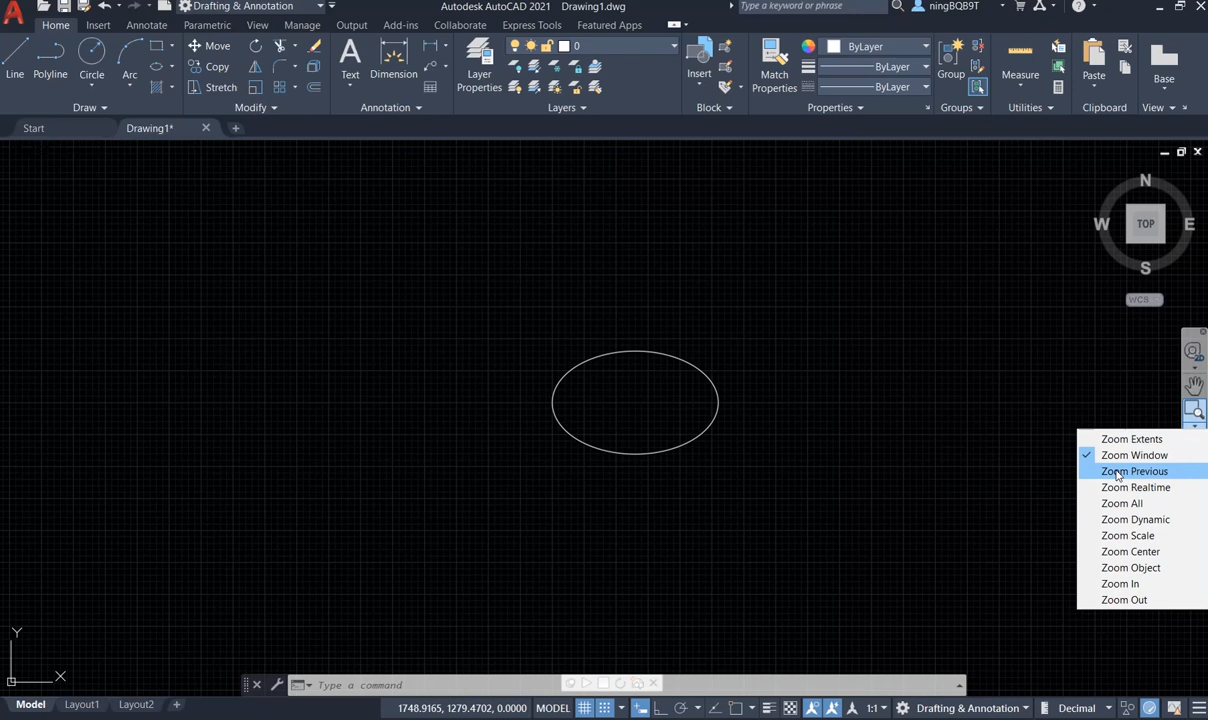 Drafting & Annotation
Autodesk AutoCAD 2021 Drawing1.dwg
Type a keyword or phrase
ningBQB9T
Home Insert Annotate Parametric View Manage Output Add-ins Collaborate Express Tools Featured Apps
Line Polyline Circle Arc
Move
Copy
Stretch
Text Dimension
Layer Properties
0
Insert
Match Properties
ByLayer
ByLayer
ByLayer
Group
Measure
Paste
Base
Draw Modify Annotation Layers Block Properties Groups Utilities Clipboard View
Start Drawing1*
N
W TOP E
S
WCS
2D
Zoom Extents
Zoom Window
Zoom Previous
Zoom Realtime
Zoom All
Zoom Dynamic
Zoom Scale
Zoom Center
Zoom Object
Zoom In
Zoom Out
Y
X
Type a command
Model Layout1 Layout2 +
1748.9165, 1279.4702, 0.0000 MODEL 1:1 Drafting & Annotation Decimal